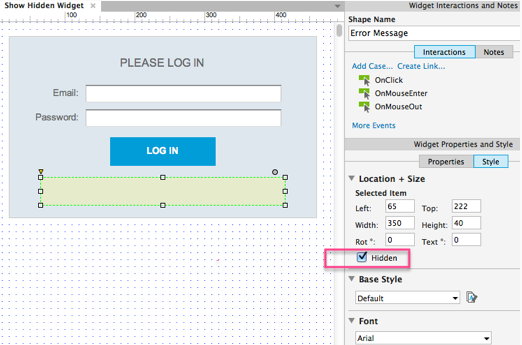 Show Hidden Widget
Widget Interactions and Notes
100 200 300 400
Shape Name
Error Message
Interactions Notes
Add Case... Create Link...
OnClick
OnMouseEnter
OnMouseOut
More Events
PLEASE LOG IN
Email:
Password:
LOG IN
Widget Properties and Style
Properties Style
Location + Size
Selected Item
Left: 65 Top: 222
Width: 350 Height: 40
Rot °: 0 Text °: 0
Hidden
Base Style
Default
Font
Arial